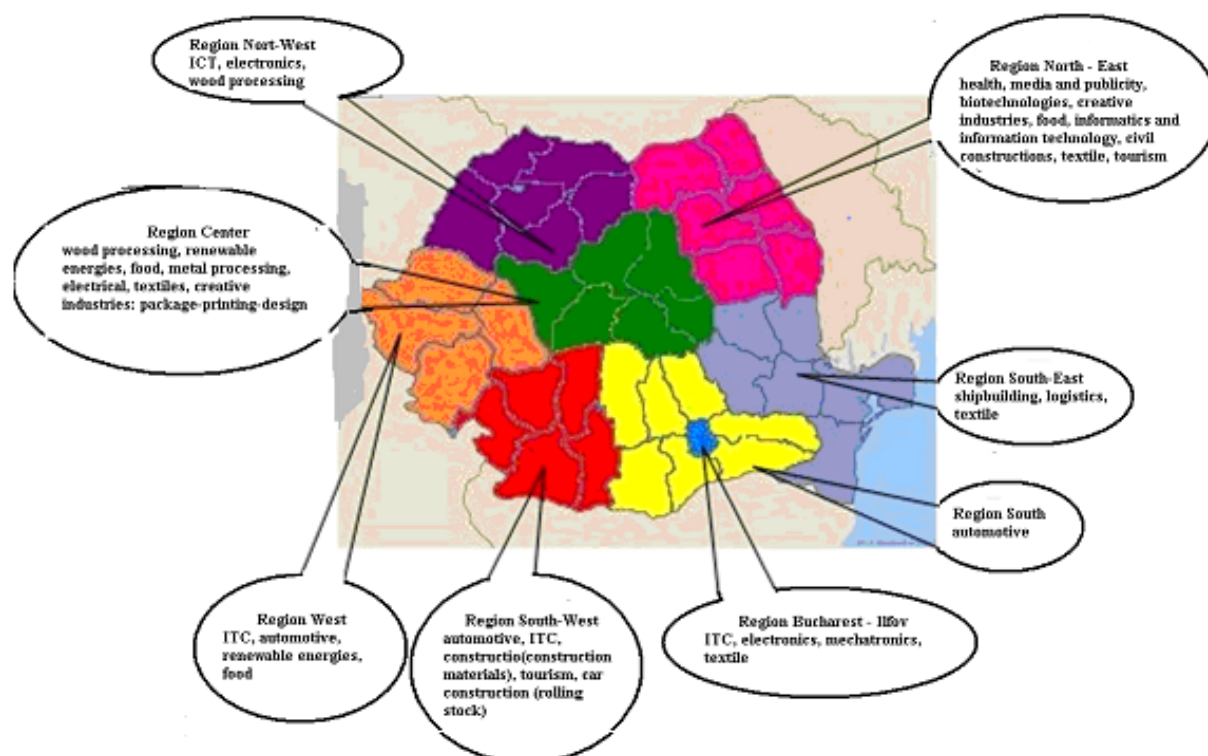 Region Nort-West
ICT, electronics,
wood processing
Region North - East
health, media and publicity,
biotechnologies, creative
industries, food, informatics and
information technology, civil
constructions, textile, tourism
Region Center
wood processing, renewable
energies, food, metal processing,
electrical, textiles, creative
industries: package-printing-design
Region South-East
shipbuilding, logistics,
textile
Region South
automotive
Region West
ITC, automotive,
renewable energies,
food
Region South-West
automotive, ITC,
constructio(construction
materials), tourism, car
construction (rolling
stock)
Region Bucharest - Ilfov
ITC, electronics, mechatronics,
textile